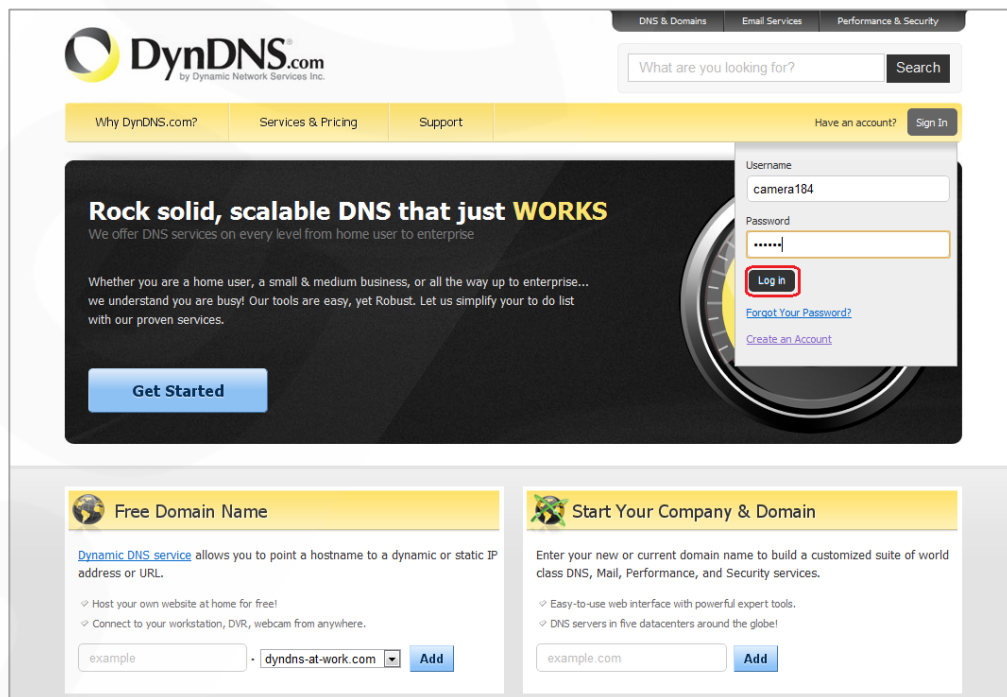 DNS & Domains Email Services Performance & Security
DynDNS.com
by Dynamic Network Services Inc.
What are you looking for? Search
Why DynDNS.com? Services & Pricing Support Have an account? Sign In
Username
camera184
Password
••••••
Log in
Forgot Your Password?
Create an Account
Rock solid, scalable DNS that just WORKS
We offer DNS services on every level from home user to enterprise
Whether you are a home user, a small & medium business, or all the way up to enterprise...
we understand you are busy! Our tools are easy, yet Robust. Let us simplify your to do list
with our proven services.
Get Started
Free Domain Name
Dynamic DNS service allows you to point a hostname to a dynamic or static IP
address or URL.
Host your own website at home for free!
Connect to your workstation, DVR, webcam from anywhere.
example . dyndns-at-work.com Add
Start Your Company & Domain
Enter your new or current domain name to build a customized suite of world
class DNS, Mail, Performance, and Security services.
Easy-to-use web interface with powerful expert tools.
DNS servers in five datacenters around the globe!
example.com Add